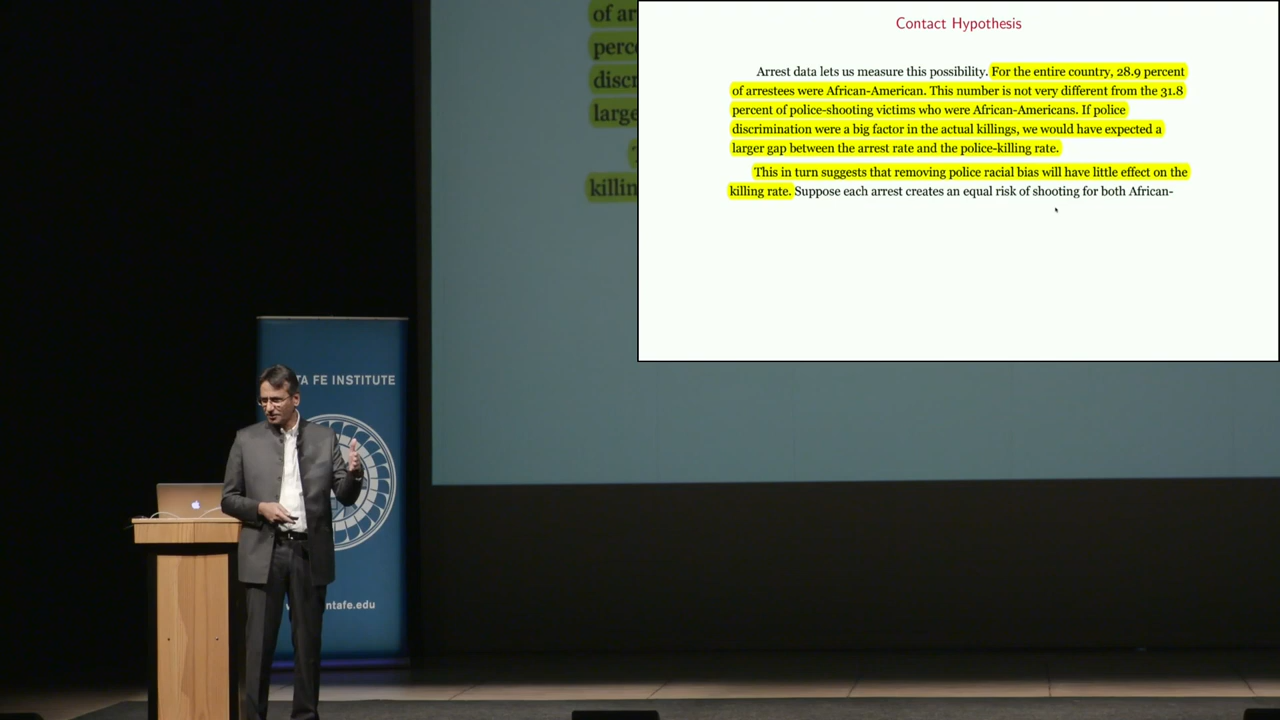 Contact Hypothesis
Arrest data lets us measure this possibility. For the entire country, 28.9 percent
of arrestees were African-American. This number is not very different from the 31.8
percent of police-shooting victims who were African-Americans. If police
discrimination were a big factor in the actual killings, we would have expected a
larger gap between the arrest rate and the police-killing rate.
This in turn suggests that removing police racial bias will have little effect on the
killing rate. Suppose each arrest creates an equal risk of shooting for both African-
of ar
perce
discr
large
killin
TA FE INSTITUTE
ntafe.edu